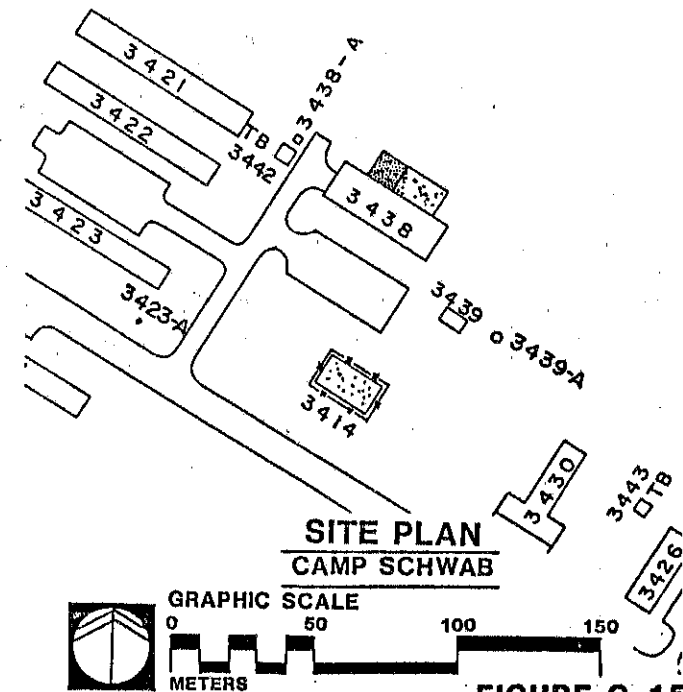 3421
3438-A
3422
TB
3442
3438
3423
3423-A
3439
3439-A
3414
3430
3443
TB
3426
SITE PLAN
CAMP SCHWAB
GRAPHIC SCALE
0 50 100 150
METERS